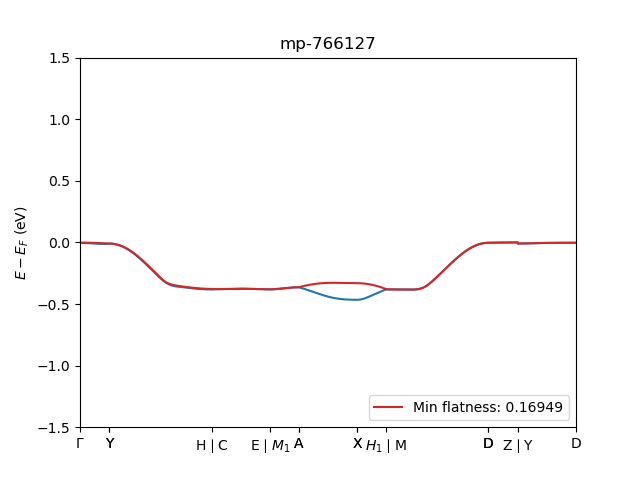 mp-766127
1.5
1.0
0.5
0.0
−0.5
−1.0
−1.5
E − E_F (eV)
Min flatness: 0.16949
Γ Y H | C E | M_1 A X H_1 | M D Z | Y D